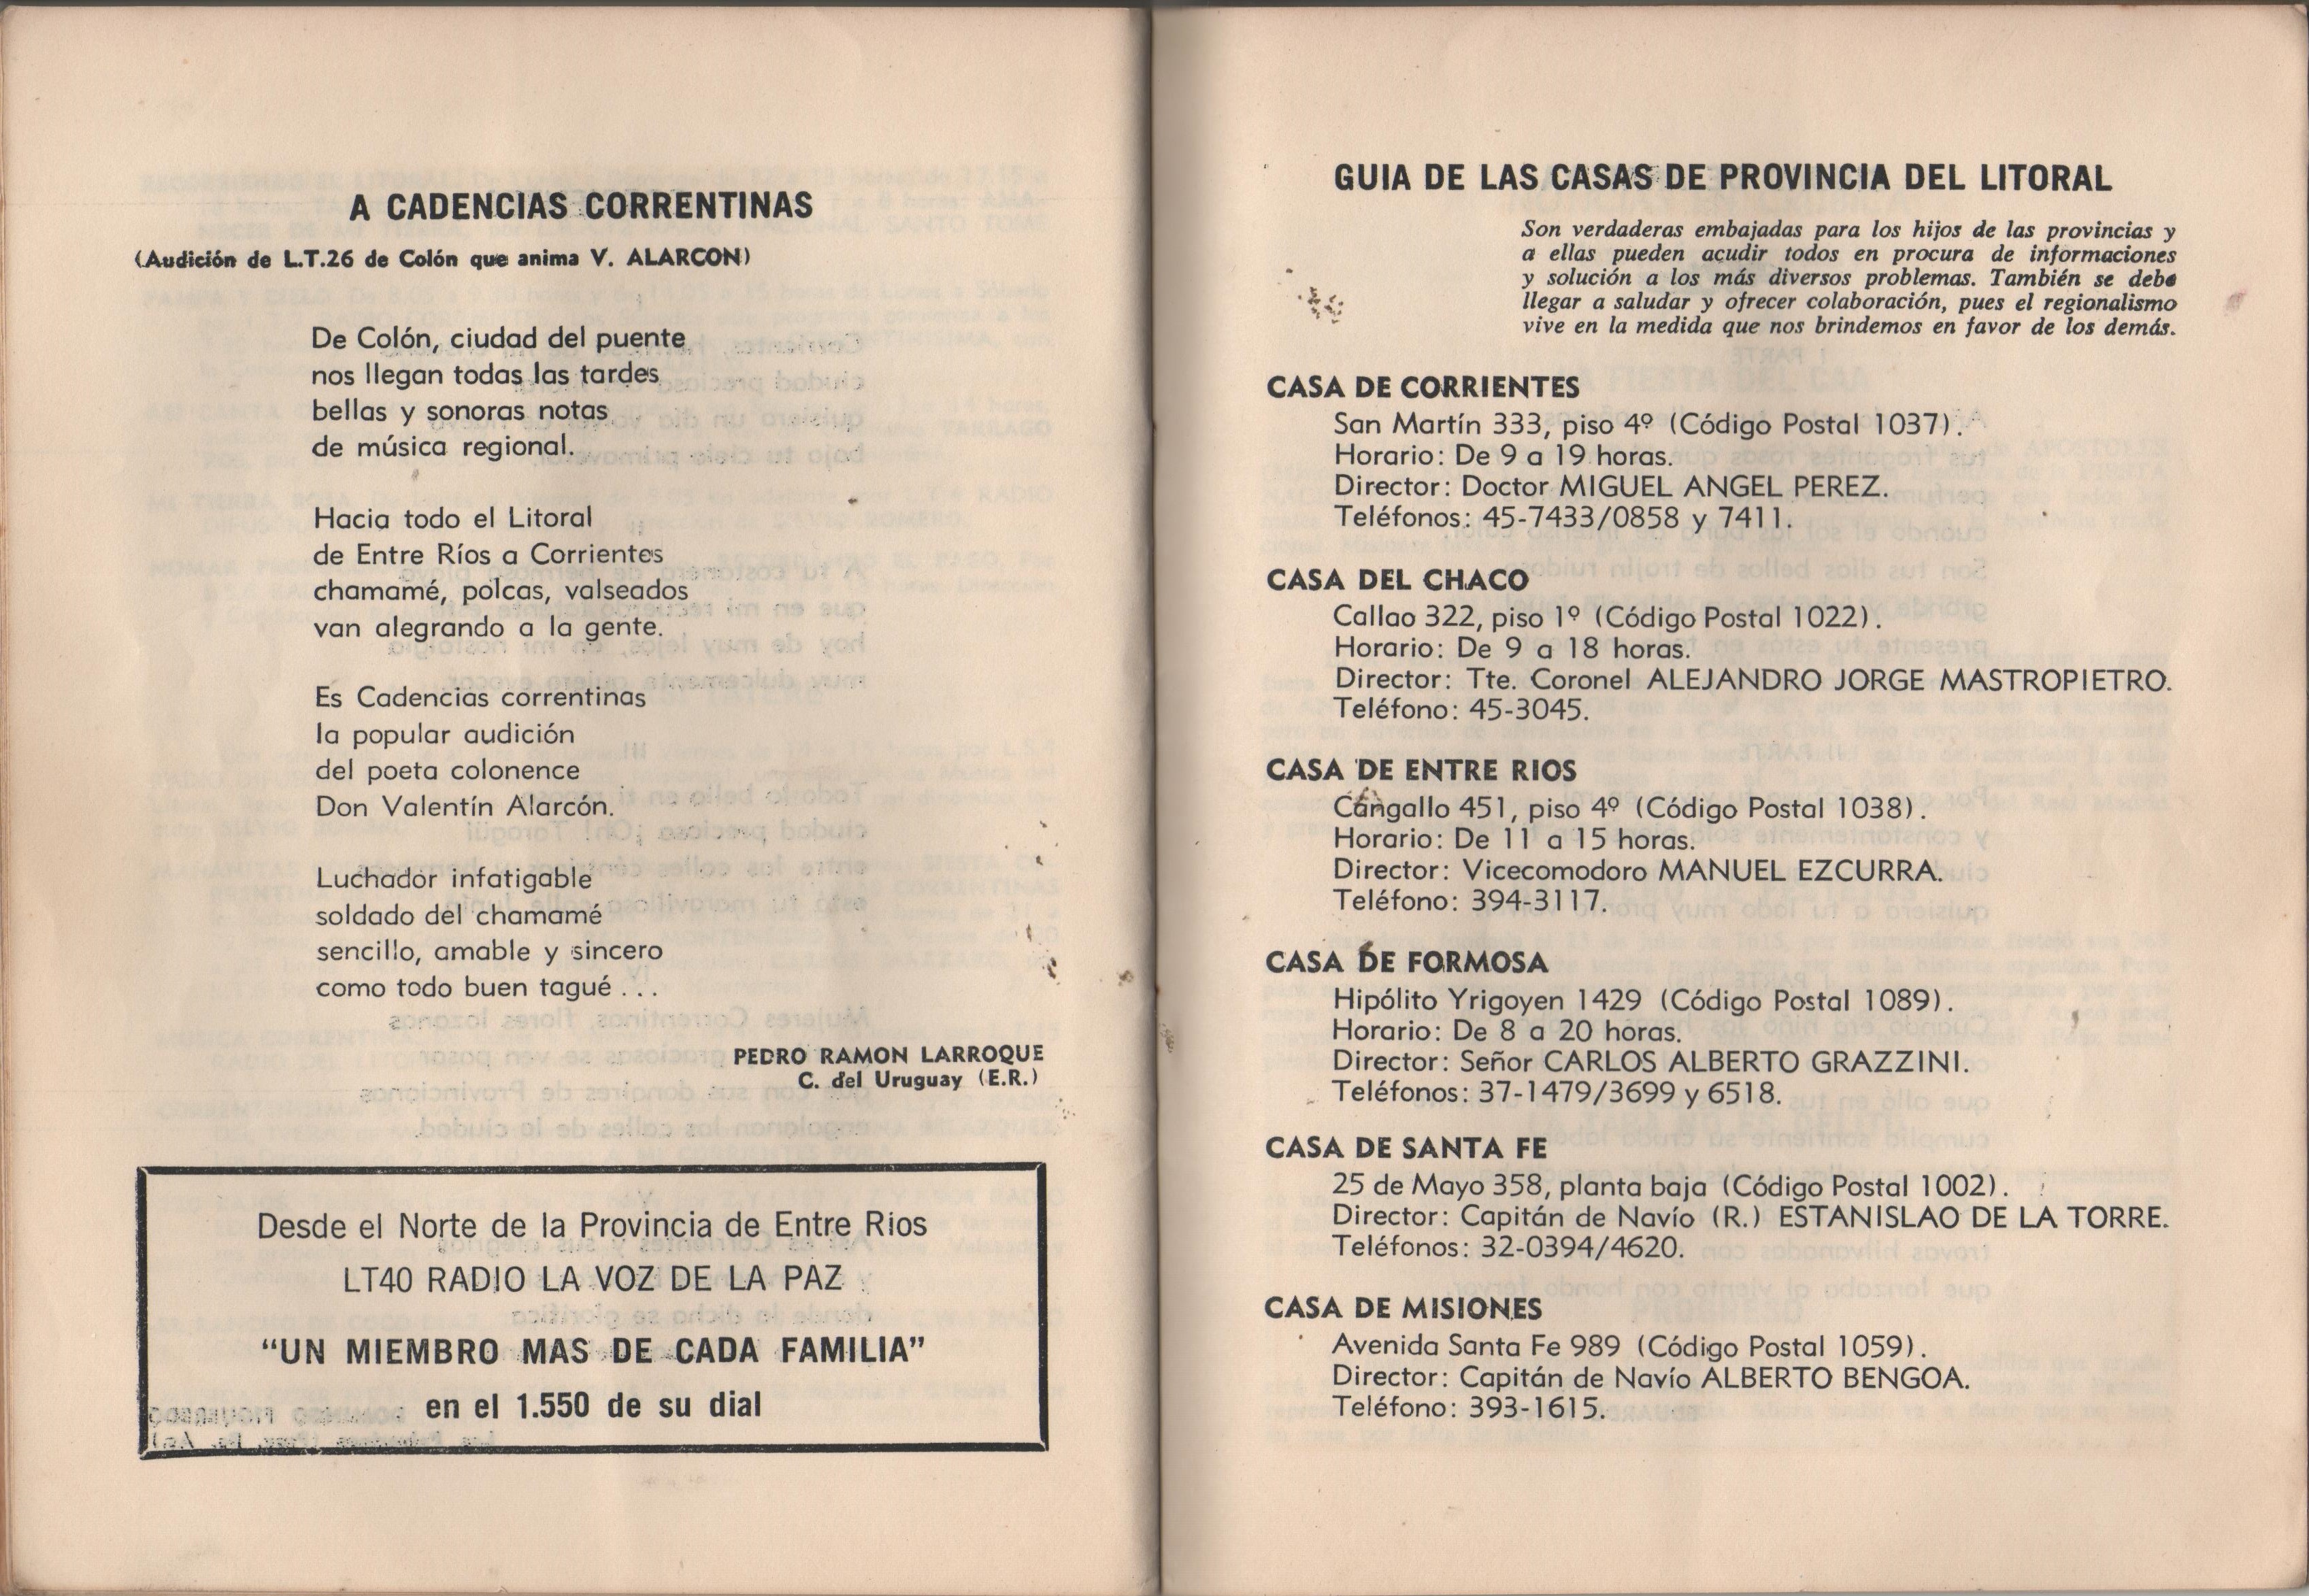 A CADENCIAS CORRENTINAS
(Audición de L.T.26 de Colón que anima V. ALARCON)
De Colón, ciudad del puente
nos llegan todas las tardes
bellas y sonoras notas
de música regional.
Hacia todo el Litoral
de Entre Ríos a Corrientes
chamamé, polcas, valseados
van alegrando a la gente.
Es Cadencias correntinas
la popular audición
del poeta colonence
Don Valentín Alarcón.
Luchador infatigable
soldado del chamamé
sencillo, amable y sincero
como todo buen tagué . . .
PEDRO RAMON LARROQUE
C. del Uruguay (E.R.)
Desde el Norte de la Provincia de Entre Rios
LT40 RADIO LA VOZ DE LA PAZ
“UN MIEMBRO MAS DE CADA FAMILIA”
en el 1.550 de su dial
GUIA DE LAS CASAS DE PROVINCIA DEL LITORAL
Son verdaderas embajadas para los hijos de las provincias y
a ellas pueden acudir todos en procura de informaciones
y solución a los más diversos problemas. También se debe
llegar a saludar y ofrecer colaboración, pues el regionalismo
vive en la medida que nos brindemos en favor de los demás.
CASA DE CORRIENTES
San Martín 333, piso 4º (Código Postal 1037).
Horario: De 9 a 19 horas.
Director: Doctor MIGUEL ANGEL PEREZ.
Teléfonos: 45-7433/0858 y 7411.
CASA DEL CHACO
Callao 322, piso 1º (Código Postal 1022).
Horario: De 9 a 18 horas.
Director: Tte. Coronel ALEJANDRO JORGE MASTROPIETRO.
Teléfono: 45-3045.
CASA DE ENTRE RIOS
Cangallo 451, piso 4º (Código Postal 1038).
Horario: De 11 a 15 horas.
Director: Vicecomodoro MANUEL EZCURRA.
Teléfono: 394-3117.
CASA DE FORMOSA
Hipólito Yrigoyen 1429 (Código Postal 1089).
Horario: De 8 a 20 horas.
Director: Señor CARLOS ALBERTO GRAZZINI.
Teléfonos: 37-1479/3699 y 6518.
CASA DE SANTA FE
25 de Mayo 358, planta baja (Código Postal 1002).
Director: Capitán de Navío (R.) ESTANISLAO DE LA TORRE.
Teléfonos: 32-0394/4620.
CASA DE MISIONES
Avenida Santa Fe 989 (Código Postal 1059).
Director: Capitán de Navío ALBERTO BENGOA.
Teléfono: 393-1615.